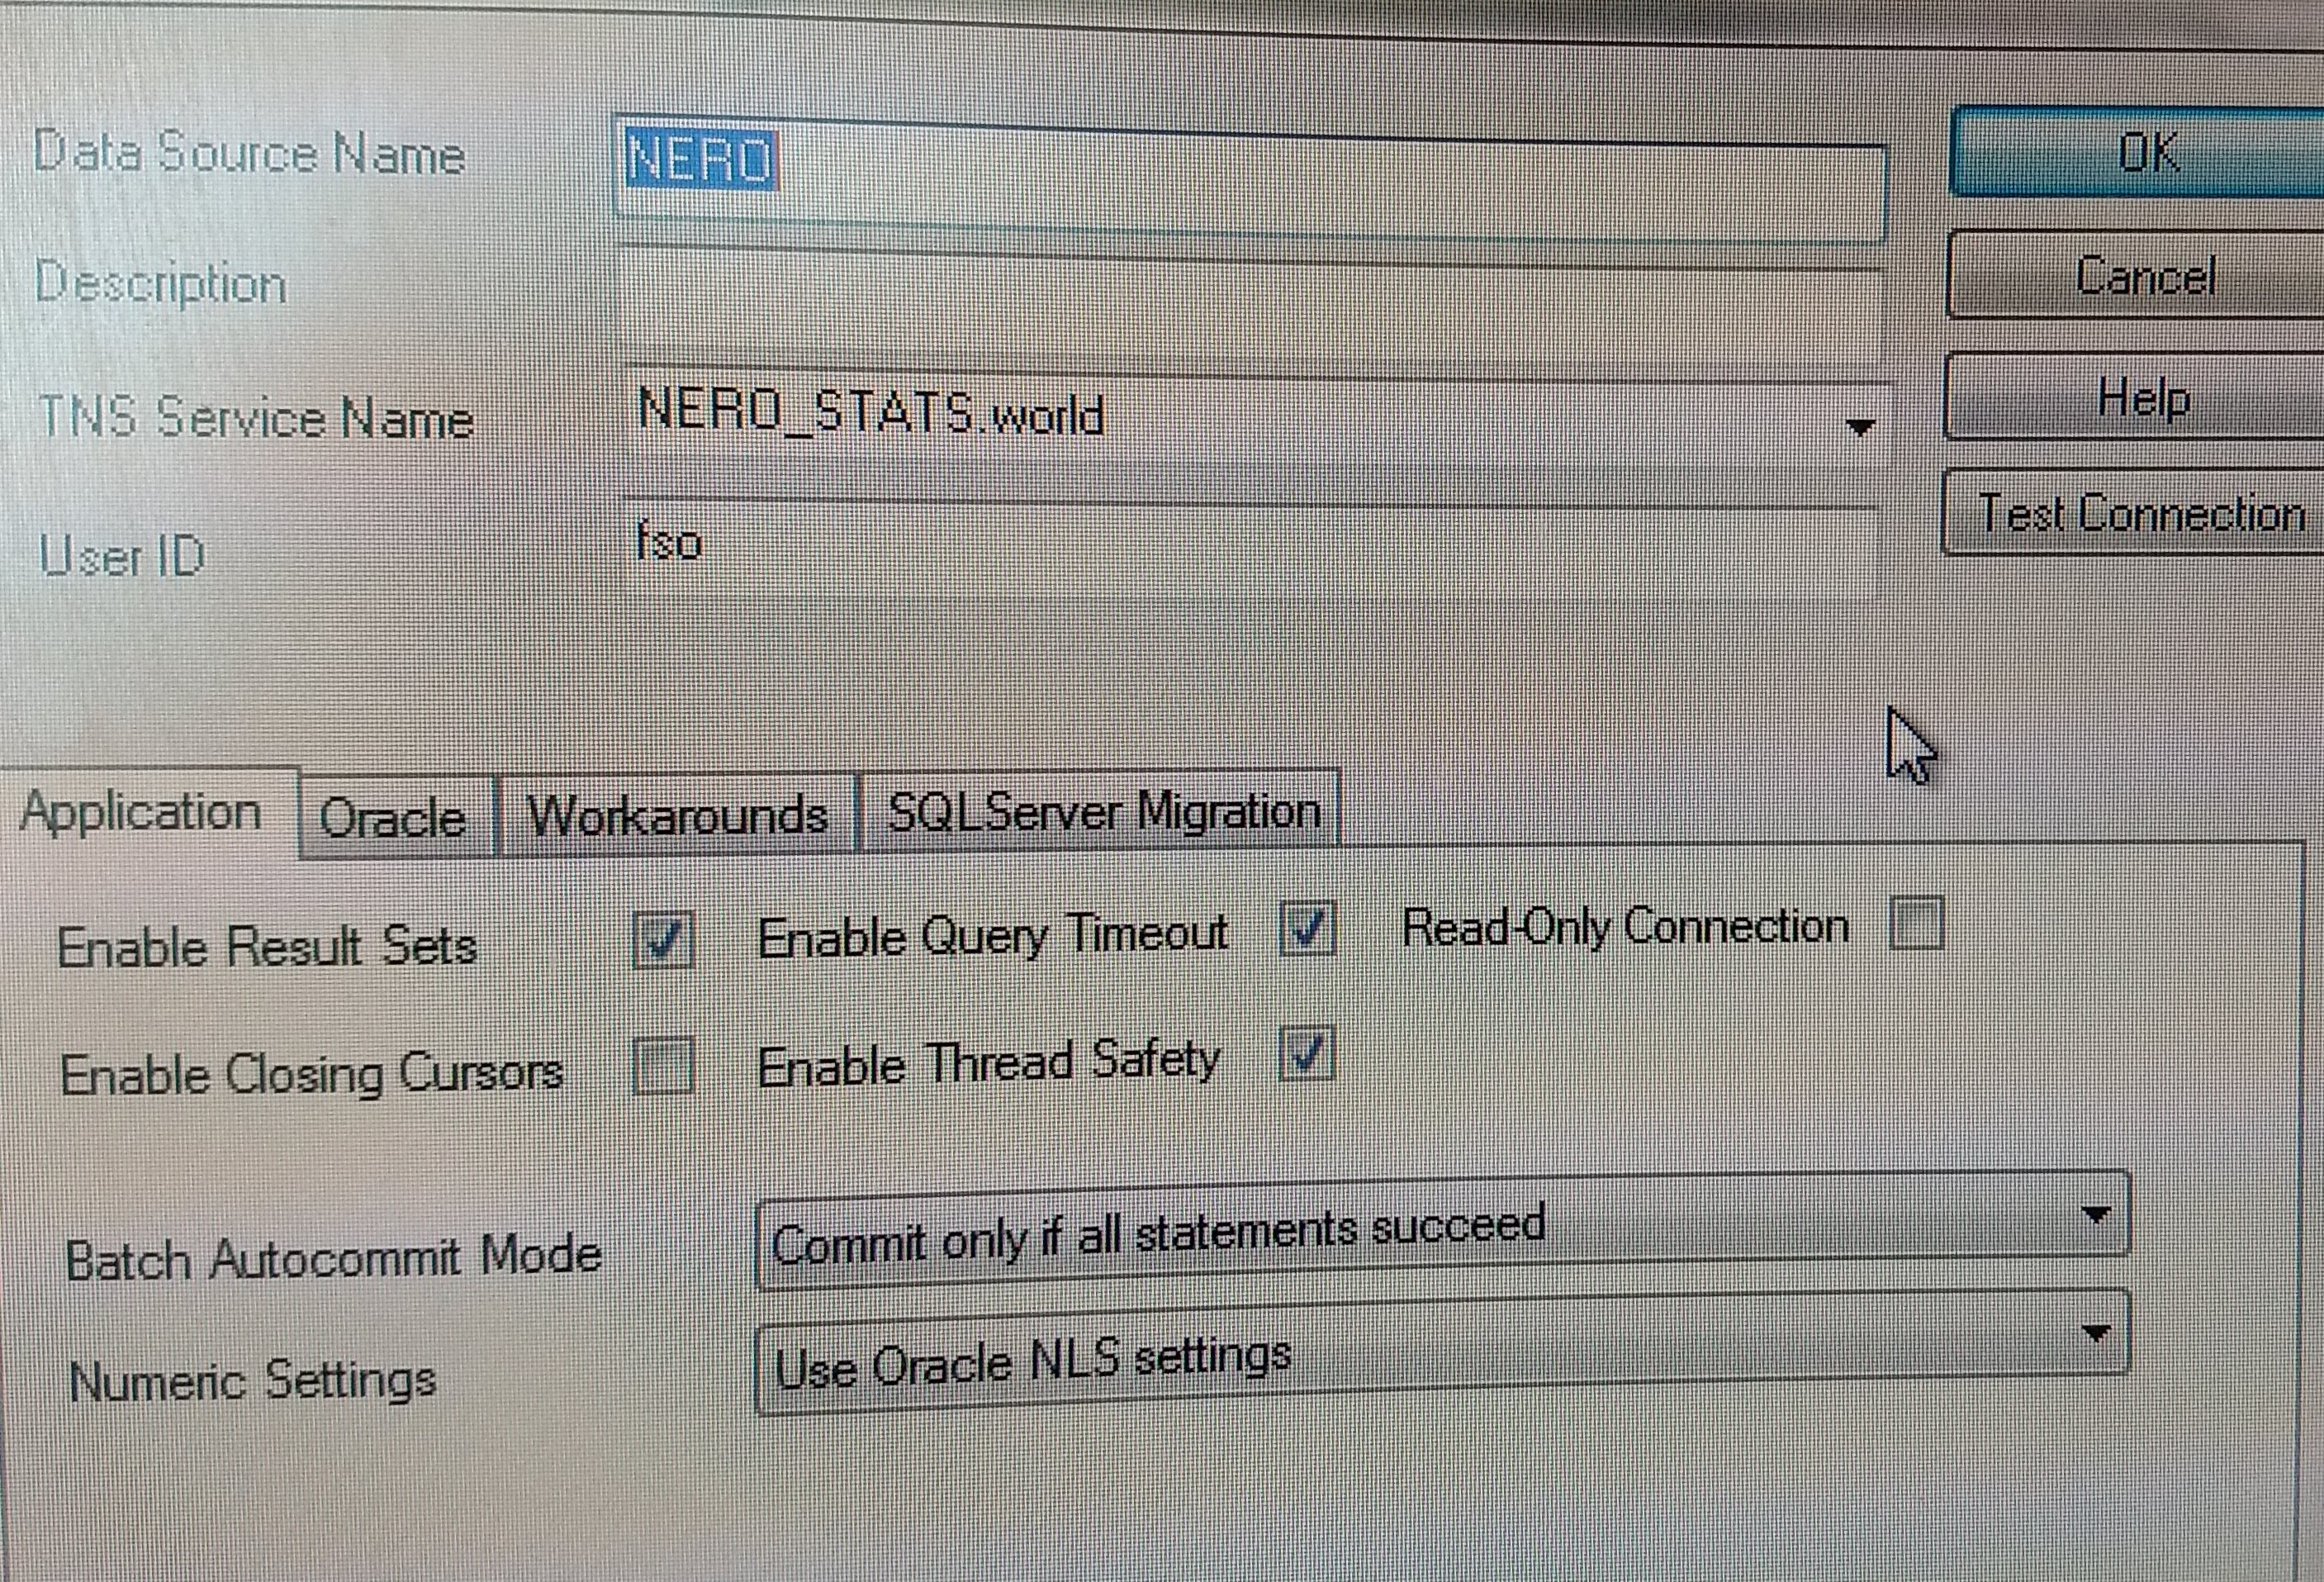 Data Source Name NERO OK
Description Cancel
TNS Service Name NERO_STATS.world Help
User ID fso Test Connection
Application Oracle Workarounds SQLServer Migration
Enable Result Sets Enable Query Timeout Read-Only Connection
Enable Closing Cursors Enable Thread Safety
Batch Autocommit Mode Commit only if all statements succeed
Numeric Settings Use Oracle NLS settings